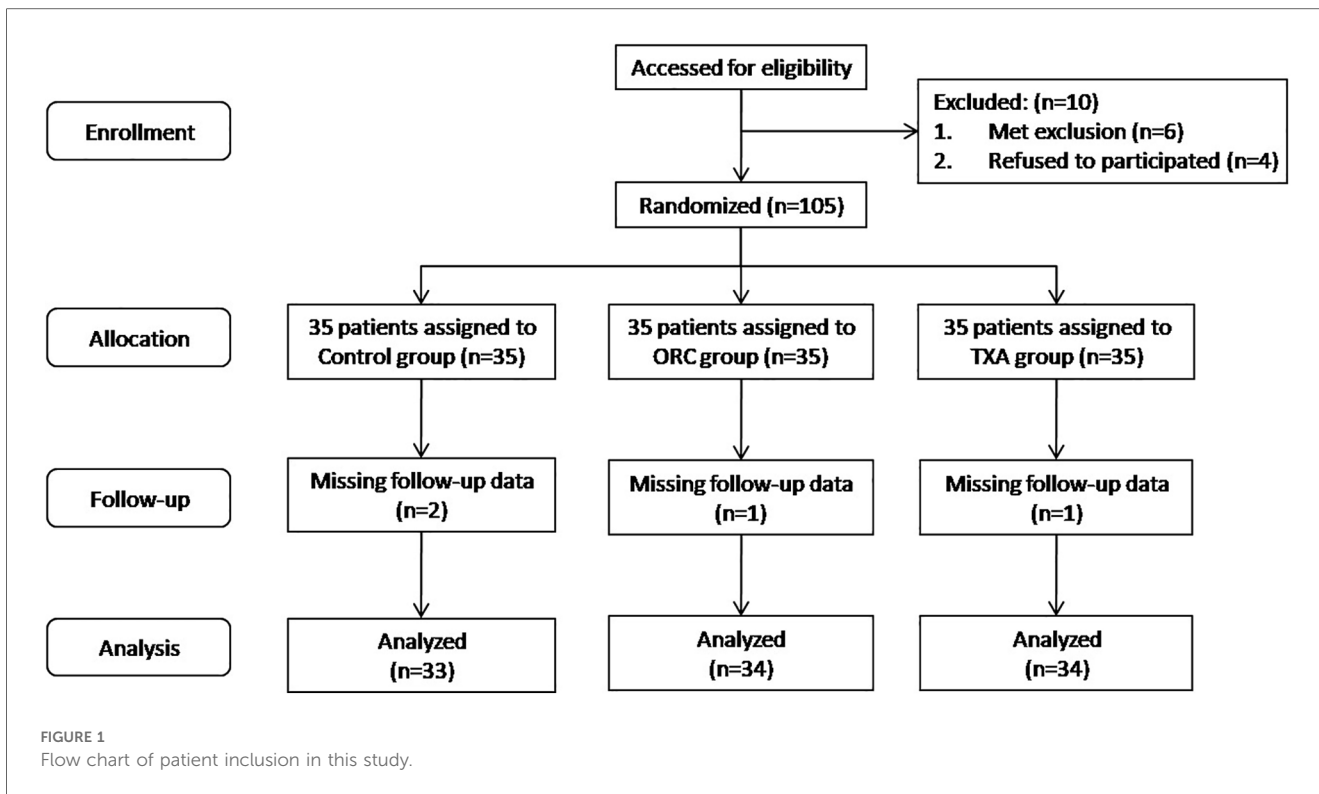 Accessed for eligibility
Enrollment
Excluded: (n=10)
1. Met exclusion (n=6)
2. Refused to participated (n=4)
Randomized (n=105)
Allocation
35 patients assigned to
Control group (n=35)
35 patients assigned to
ORC group (n=35)
35 patients assigned to
TXA group (n=35)
Follow-up
Missing follow-up data
(n=2)
Missing follow-up data
(n=1)
Missing follow-up data
(n=1)
Analysis
Analyzed
(n=33)
Analyzed
(n=34)
Analyzed
(n=34)
FIGURE 1
Flow chart of patient inclusion in this study.